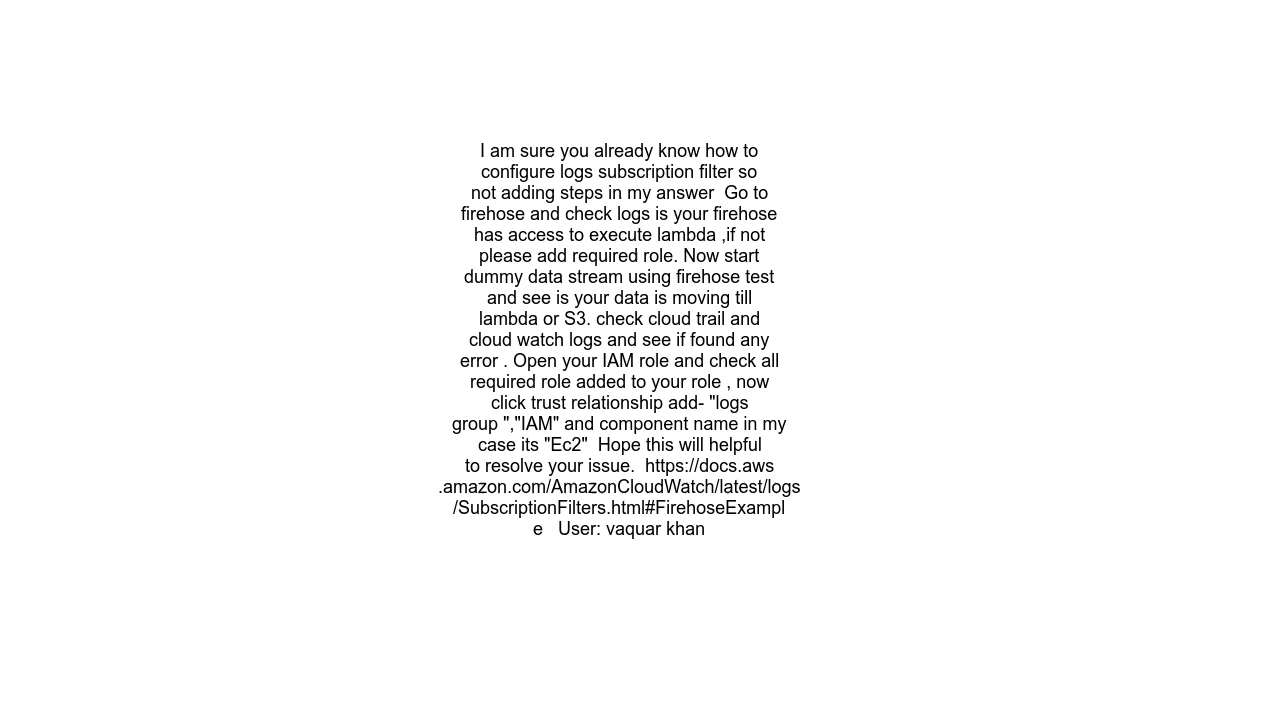 I am sure you already know how to
configure logs subscription filter so
not adding steps in my answer  Go to
firehose and check logs is your firehose
has access to execute lambda ,if not
please add required role. Now start
dummy data stream using firehose test
and see is your data is moving till
lambda or S3. check cloud trail and
cloud watch logs and see if found any
error . Open your IAM role and check all
required role added to your role , now
click trust relationship add- "logs
group ","IAM" and component name in my
case its "Ec2"  Hope this will helpful
to resolve your issue.  https://docs.aws
.amazon.com/AmazonCloudWatch/latest/logs
/SubscriptionFilters.html#FirehoseExampl
e   User: vaquar khan